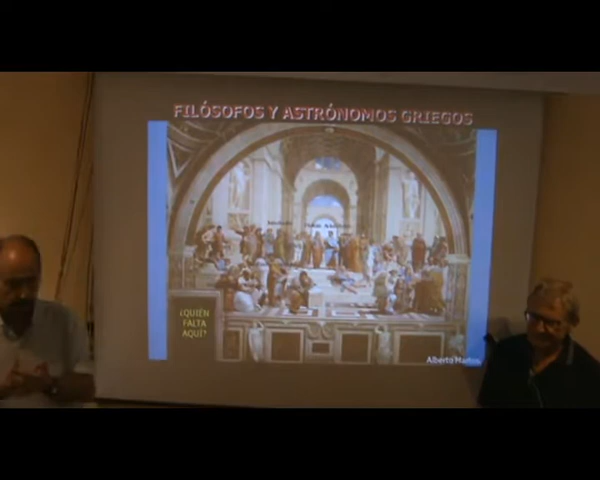 FILÓSOFOS Y ASTRÓNOMOS GRIEGOS
¿QUIÉN
FALTA
AQUÍ?
Alberto Martos